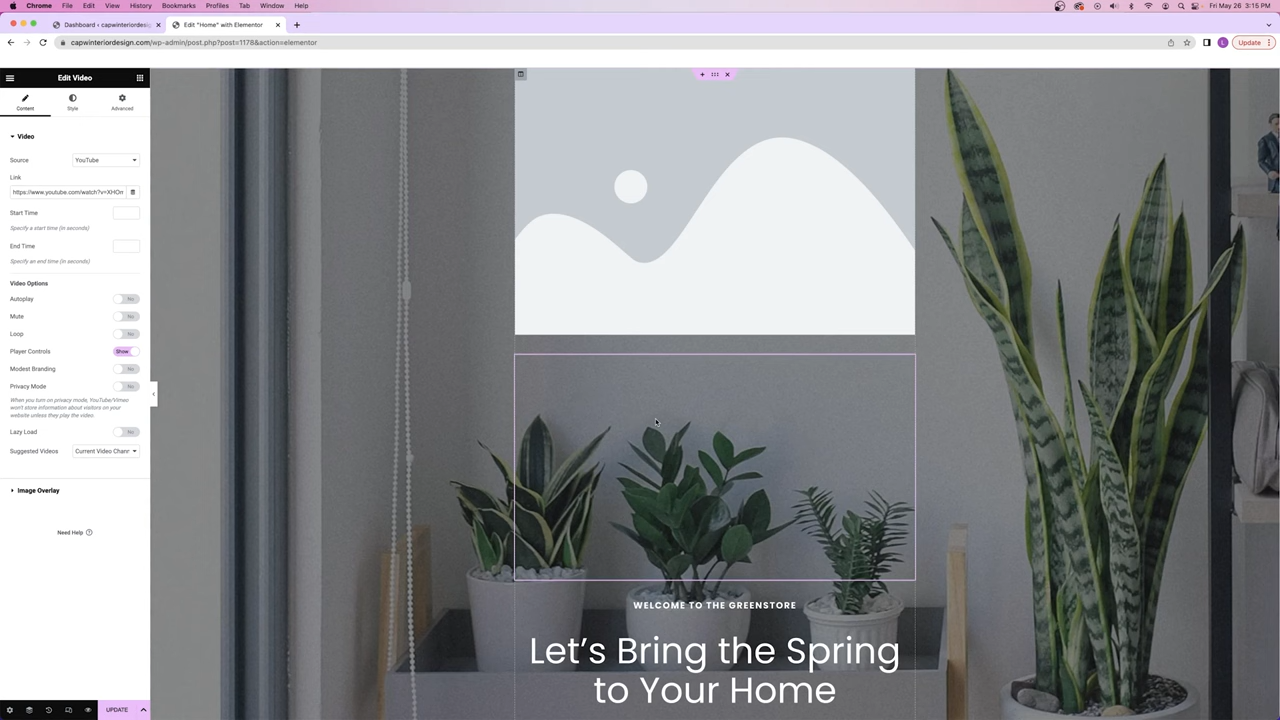 Chrome File Edit View History Bookmarks Profiles Tab Window Help
Fri May 26 3:15 PM
Dashboard ‹ capwinteriordesig
Edit "Home" with Elementor
capwinteriordesign.com/wp-admin/post.php?post=1178&action=elementor
L
Update
Edit Video
Content Style Advanced
Video
Source YouTube
Link
https://www.youtube.com/watch?v=XHOn
Start Time
Specify a start time (in seconds)
End Time
Specify an end time (in seconds)
Video Options
Autoplay No
Mute No
Loop No
Player Controls Show
Modest Branding No
Privacy Mode No
When you turn on privacy mode, YouTube/Vimeo
won't store information about visitors on your
website unless they play the video.
Lazy Load No
Suggested Videos Current Video Chann
Image Overlay
Need Help
UPDATE
WELCOME TO THE GREENSTORE
Let's Bring the Spring
to Your Home